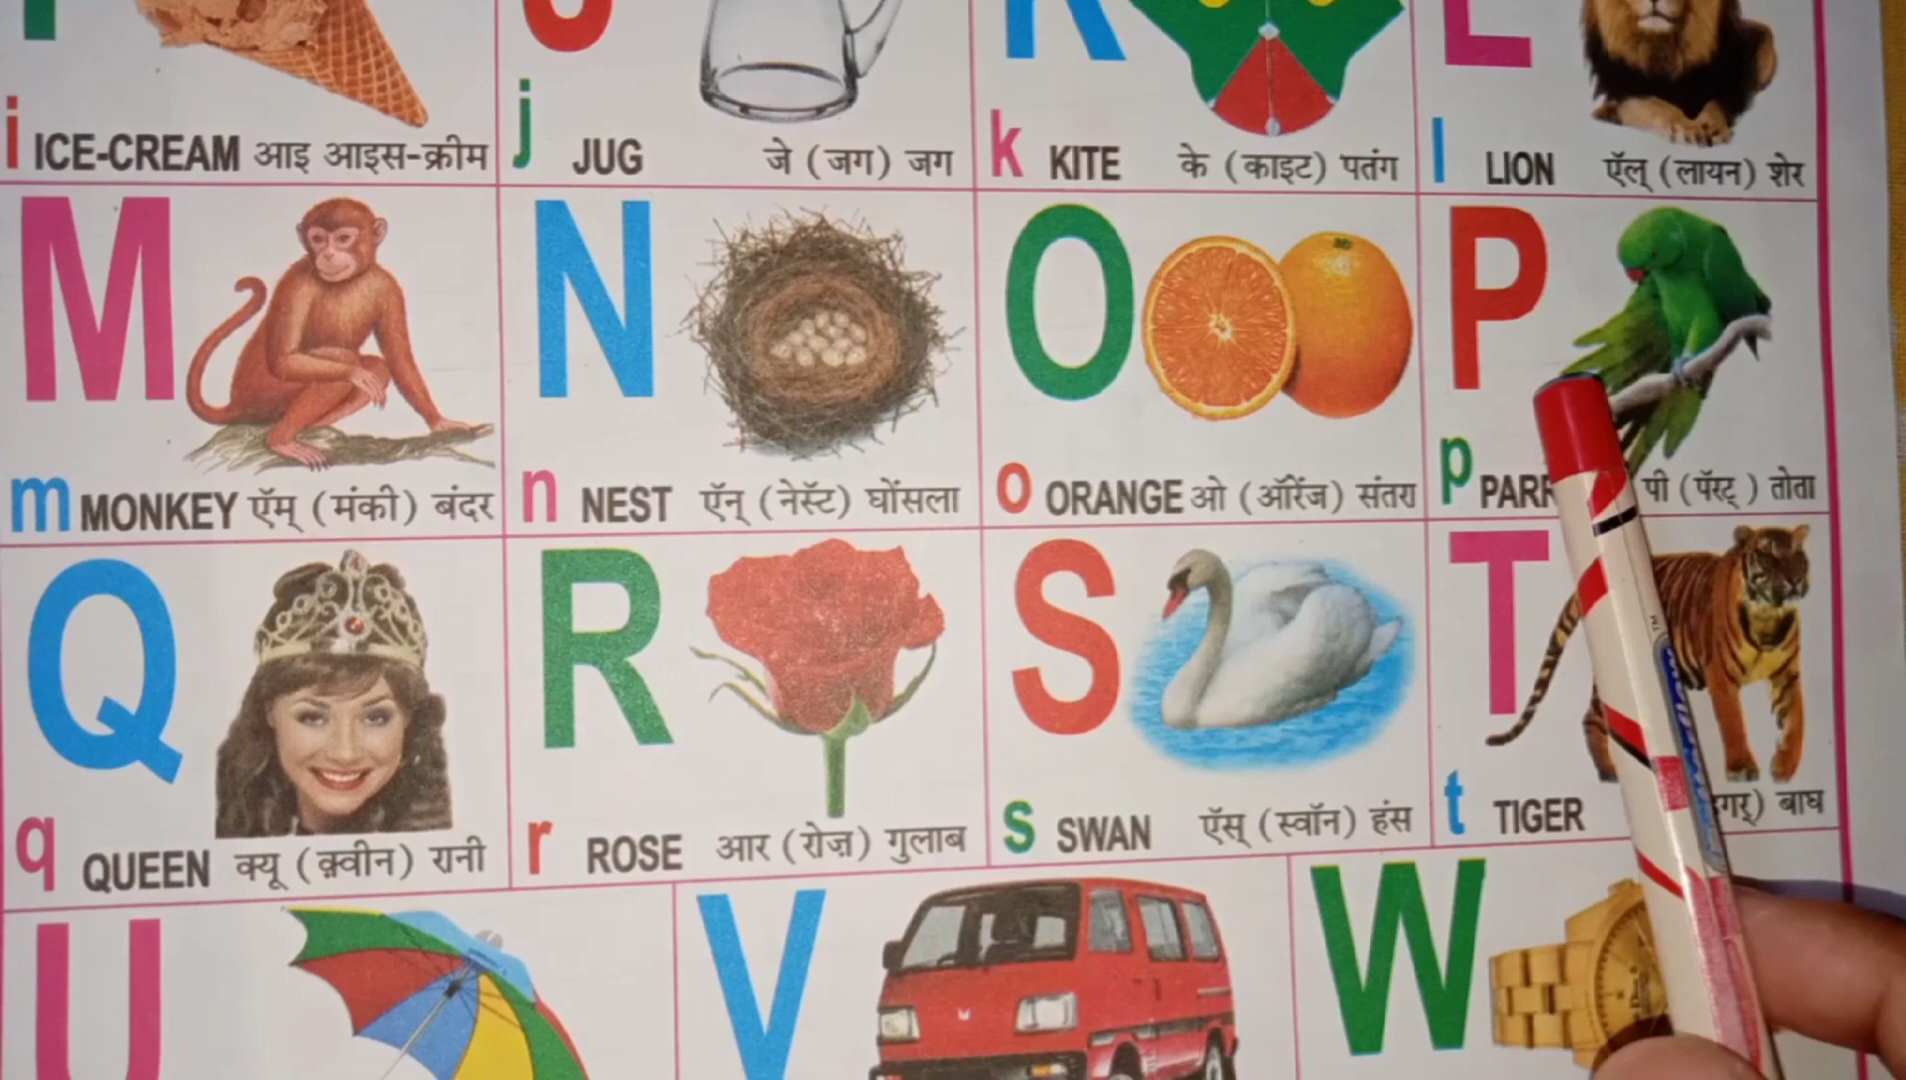 J K L
i ICE-CREAM आइ आइस-क्रीम j JUG जे (जग) जग k KITE के (काइट) पतंग l LION ऍल् (लायन) शेर
M N O P
m MONKEY ऍम् (मंकी) बंदर n NEST ऍन् (नेस्ट) घोंसला o ORANGE ओ (ऑरेंज) संतरा p पी (पॅरट्) तोता
Q R S T
q QUEEN क्यू (क़्वीन) रानी r ROSE आर (रोज़) गुलाब s SWAN ऍस् (स्वॉन) हंस t TIGER बाघ
U V W